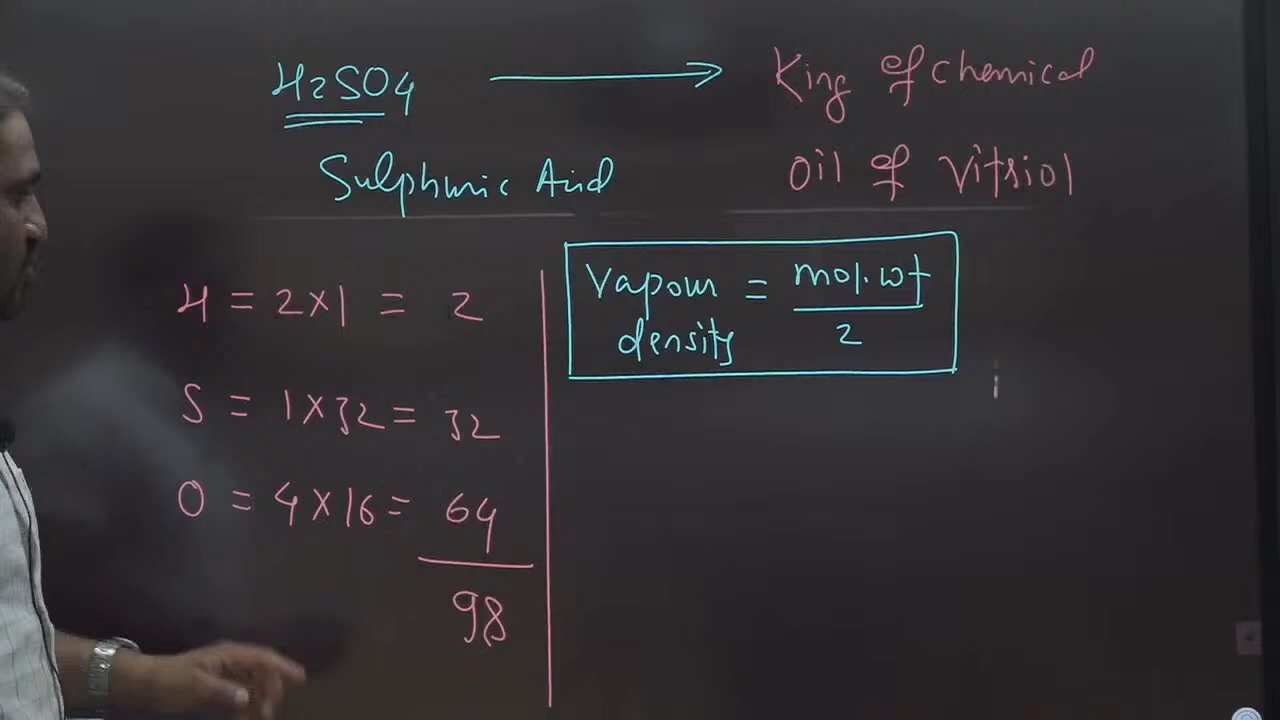 H2SO4 → King of chemical
Sulphuric Acid Oil of Vitriol
H = 2×1 = 2
S = 1×32 = 32
O = 4×16 = 64
98
Vapour density = mol.wt / 2